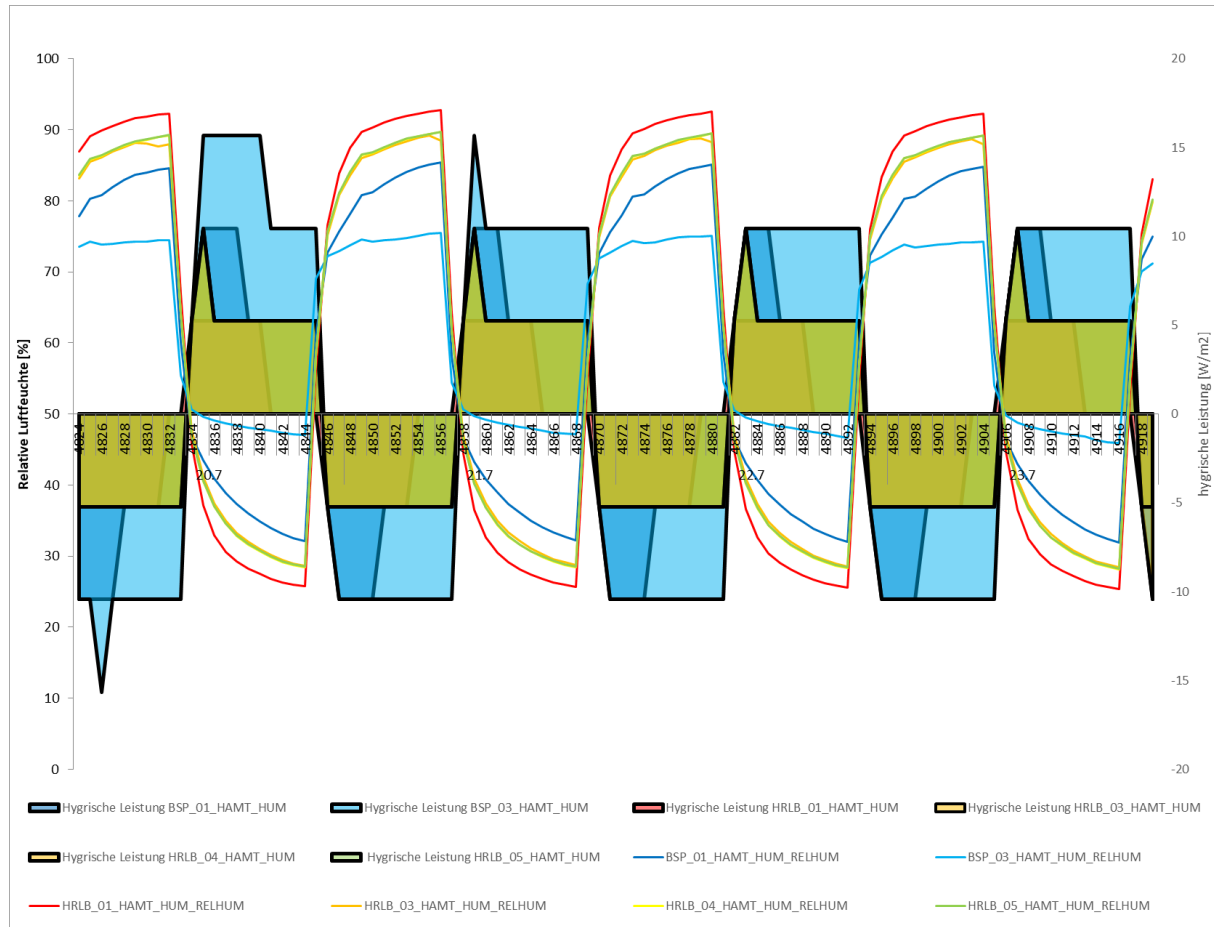 100
90
80
70
60
50
40
30
20
10
0
Relative Luftfeuchte [%]
20
15
10
5
0
-5
-10
-15
-20
hygrische Leistung [W/m2]
4824 4826 4828 4830 4832 4834 4836 4838 4840 4842 4844 4846 4848 4850 4852 4854 4856 4858 4860 4862 4864 4866 4868 4870 4872 4874 4876 4878 4880 4882 4884 4886 4888 4890 4892 4894 4896 4898 4900 4902 4904 4906 4908 4910 4912 4914 4916 4918
20.7 21.7 22.7 23.7
Hygrische Leistung BSP_01_HAMT_HUM Hygrische Leistung BSP_03_HAMT_HUM Hygrische Leistung HRLB_01_HAMT_HUM Hygrische Leistung HRLB_03_HAMT_HUM
Hygrische Leistung HRLB_04_HAMT_HUM Hygrische Leistung HRLB_05_HAMT_HUM BSP_01_HAMT_HUM_RELHUM BSP_03_HAMT_HUM_RELHUM
HRLB_01_HAMT_HUM_RELHUM HRLB_03_HAMT_HUM_RELHUM HRLB_04_HAMT_HUM_RELHUM HRLB_05_HAMT_HUM_RELHUM